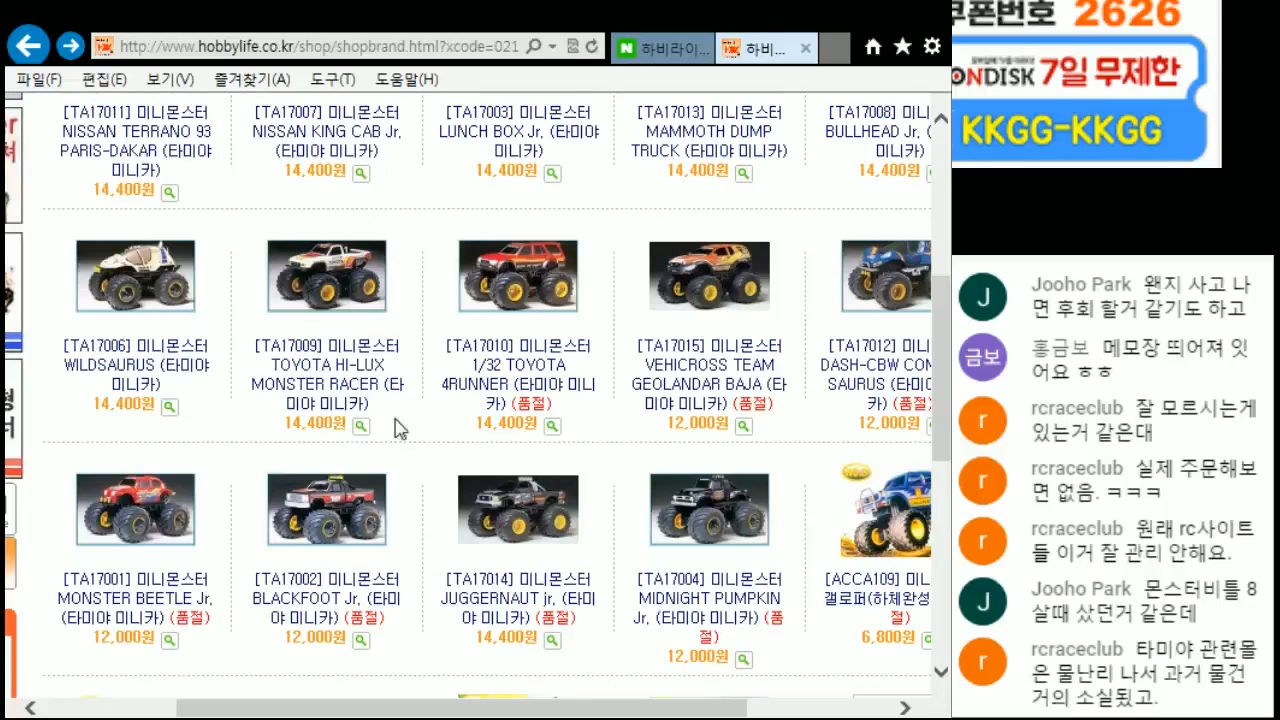 http://www.hobbylife.co.kr/shop/shopbrand.html?xcode=021
하비라이...
하비...
파일(F) 편집(E) 보기(V) 즐겨찾기(A) 도구(T) 도움말(H)
[TA17011] 미니몬스터
NISSAN TERRANO 93
PARIS-DAKAR (타미야
미니카)
14,400원
[TA17007] 미니몬스터
NISSAN KING CAB Jr,
(타미야 미니카)
14,400원
[TA17003] 미니몬스터
LUNCH BOX Jr, (타미야
미니카)
14,400원
[TA17013] 미니몬스터
MAMMOTH DUMP
TRUCK (타미야 미니카)
14,400원
[TA17008] 미니
BULLHEAD Jr, (
미니카)
14,400원
[TA17006] 미니몬스터
WILDSAURUS (타미야
미니카)
14,400원
[TA17009] 미니몬스터
TOYOTA HI-LUX
MONSTER RACER (타
미야 미니카)
14,400원
[TA17010] 미니몬스터
1/32 TOYOTA
4RUNNER (타미야 미니
카) (품절)
14,400원
[TA17015] 미니몬스터
VEHICROSS TEAM
GEOLANDAR BAJA (타
미야 미니카) (품절)
12,000원
[TA17012] 미니
DASH-CBW CON
SAURUS (타미야
카) (품절)
12,000원
[TA17001] 미니몬스터
MONSTER BEETLE Jr,
(타미야 미니카) (품절)
12,000원
[TA17002] 미니몬스터
BLACKFOOT Jr, (타미
야 미니카) (품절)
12,000원
[TA17014] 미니몬스터
JUGGERNAUT jr, (타미
야 미니카) (품절)
14,400원
[TA17004] 미니몬스터
MIDNIGHT PUMPKIN
Jr, (타미야 미니카) (품
절)
12,000원
[ACCA109] 미니
갤로퍼(하체완성
절)
6,800원
쿠폰번호 2626
ONDISK 7일 무제한
KKGG-KKGG
Jooho Park 왠지 사고 나
면 후회 할거 같기도 하고
홍금보 메모장 띄어져 잇
어요 ㅎㅎ
rcraceclub 잘 모르시는게
있는거 같은대
rcraceclub 실제 주문해보
면 없음. ㅋㅋㅋ
rcraceclub 원래 rc사이트
들 이거 잘 관리 안해요.
Jooho Park 몬스터비틀 8
살때 샀던거 같은데
rcraceclub 타미야 관련몰
은 물난리 나서 과거 물건
거의 소실됬고.